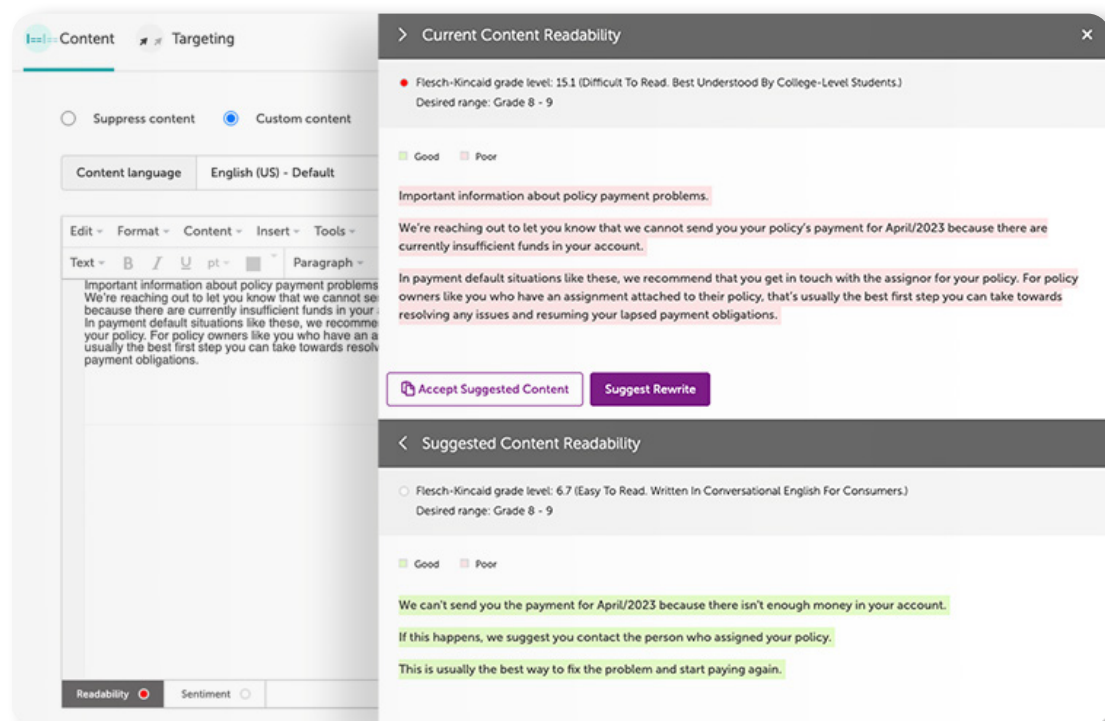 Content
Targeting
Suppress content
Custom content
Content language
English (US) - Default
Edit
Format
Content
Insert
Tools
Text
B
I
U
pt
Paragraph
Important information about policy payment problems
We're reaching out to let you know that we cannot se
because there are currently insufficient funds in your
In payment default situations like these, we recomme
your policy. For policy owners like you who have an a
usually the best first step you can take towards resolv
payment obligations.
Readability
Sentiment
Current Content Readability
Flesch-Kincaid grade level: 15.1 (Difficult To Read. Best Understood By College-Level Students.)
Desired range: Grade 8 - 9
Good
Poor
Important information about policy payment problems.
We're reaching out to let you know that we cannot send you your policy's payment for April/2023 because there are
currently insufficient funds in your account.
In payment default situations like these, we recommend that you get in touch with the assignor for your policy. For policy
owners like you who have an assignment attached to their policy, that's usually the best first step you can take towards
resolving any issues and resuming your lapsed payment obligations.
Accept Suggested Content
Suggest Rewrite
Suggested Content Readability
Flesch-Kincaid grade level: 6.7 (Easy To Read. Written In Conversational English For Consumers.)
Desired range: Grade 8 - 9
Good
Poor
We can't send you the payment for April/2023 because there isn't enough money in your account.
If this happens, we suggest you contact the person who assigned your policy.
This is usually the best way to fix the problem and start paying again.